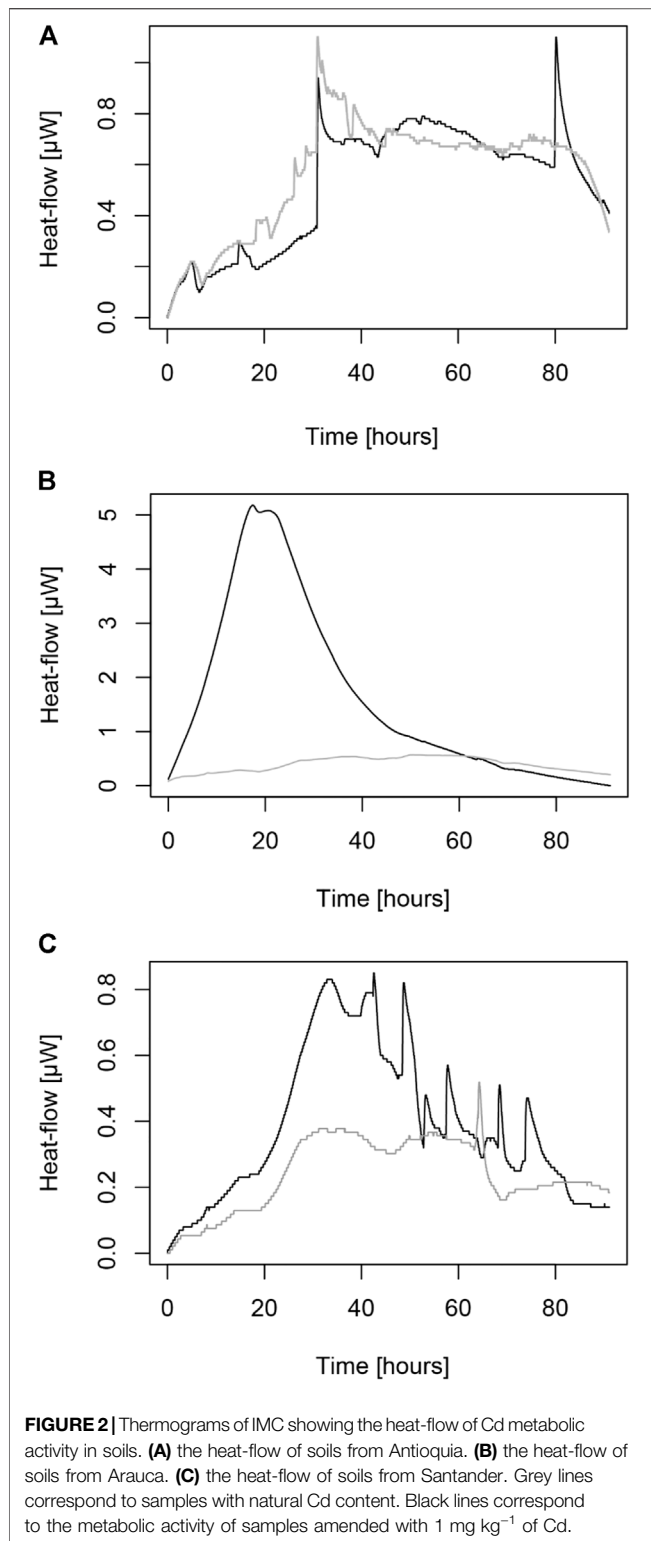 A
Heat-flow [µW]
0.8
0.4
0.0
0 20 40 60 80
Time [hours]
B
Heat-flow [µW]
5
4
3
2
1
0
0 20 40 60 80
Time [hours]
C
Heat-flow [µW]
0.8
0.6
0.4
0.2
0.0
0 20 40 60 80
Time [hours]
FIGURE 2 | Thermograms of IMC showing the heat-flow of Cd metabolic
activity in soils. (A) the heat-flow of soils from Antioquia. (B) the heat-flow of
soils from Arauca. (C) the heat-flow of soils from Santander. Grey lines
correspond to samples with natural Cd content. Black lines correspond
to the metabolic activity of samples amended with 1 mg kg⁻¹ of Cd.